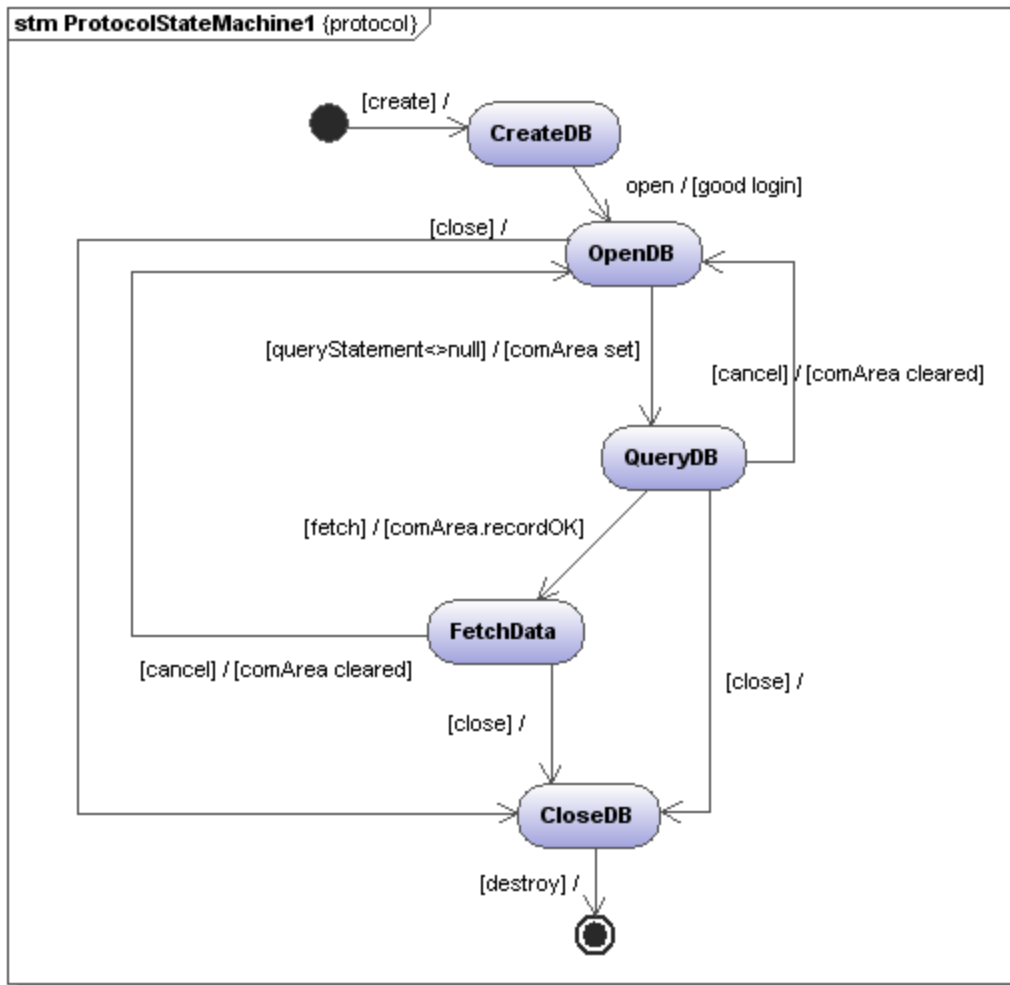 stm ProtocolStateMachine1 {protocol}
[create] /
CreateDB
open / [good login]
[close] /
OpenDB
[queryStatement<>null] / [comArea set]
[cancel] / [comArea cleared]
QueryDB
[fetch] / [comArea.recordOK]
FetchData
[cancel] / [comArea cleared]
[close] /
[close] /
CloseDB
[destroy] /